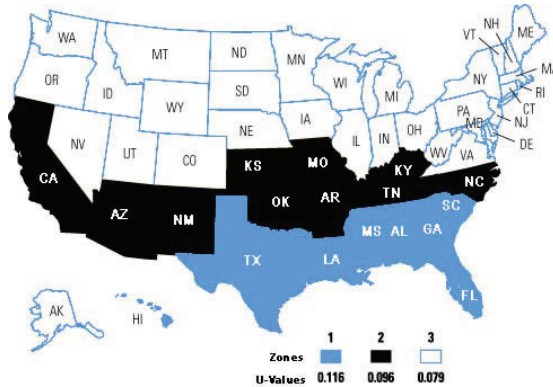 WA
MT
ND
MN
VT
NH
ME
OR
ID
WY
SD
WI
MI
NY
MA
RI
CT
NV
UT
CO
NE
IA
IL
IN
OH
PA
NJ
MD
DE
WV
VA
CA
AZ
NM
KS
OK
MO
AR
KY
TN
NC
TX
LA
MS AL
GA
SC
FL
AK
HI
Zones 1 2 3
U-Values 0.116 0.096 0.079